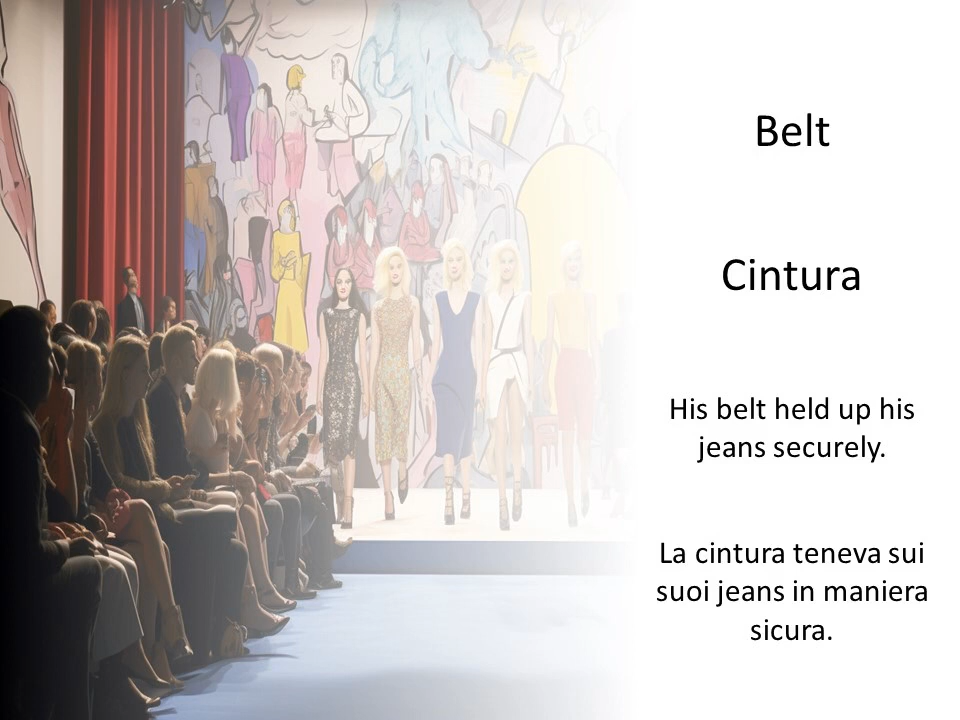 Belt
Cintura
His belt held up his
jeans securely.
La cintura teneva sui
suoi jeans in maniera
sicura.